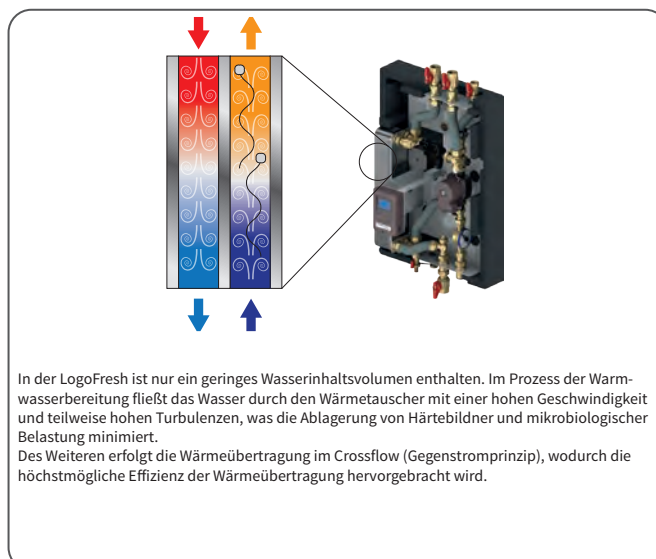 In der LogoFresh ist nur ein geringes Wasserinhaltsvolumen enthalten. Im Prozess der Warm-
wasserbereitung fließt das Wasser durch den Wärmetauscher mit einer hohen Geschwindigkeit
und teilweise hohen Turbulenzen, was die Ablagerung von Härtebildner und mikrobiologischer
Belastung minimiert.
Des Weiteren erfolgt die Wärmeübertragung im Crossflow (Gegenstromprinzip), wodurch die
höchstmögliche Effizienz der Wärmeübertragung hervorgebracht wird.